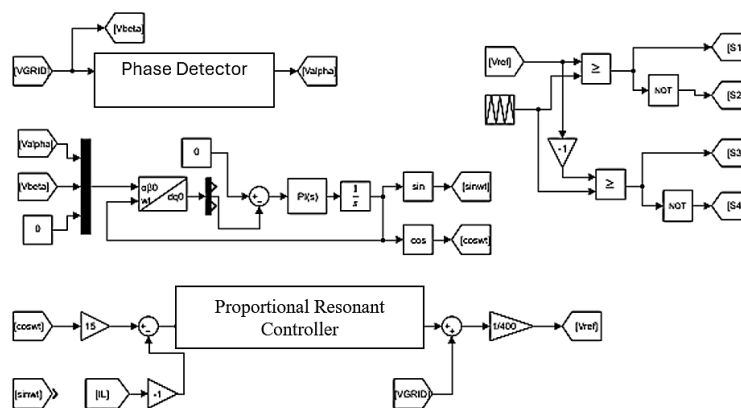 [Vbeta]
[VGRID]
Phase Detector
[Valpha]
[Vref]
≥
[S1
NOT
[S2
-1
≥
[S3
NOT
[S4
[Valpha]
[Vbeta]
0
αβ0
wt
dq0
0
+
−
PI(s)
1
s
sin
[sinwt]
cos
[coswt]
[coswt]
15
+
−
Proportional Resonant
Controller
+
+
1/400
[Vref]
[sinwt]
[IL]
-1
[VGRID]